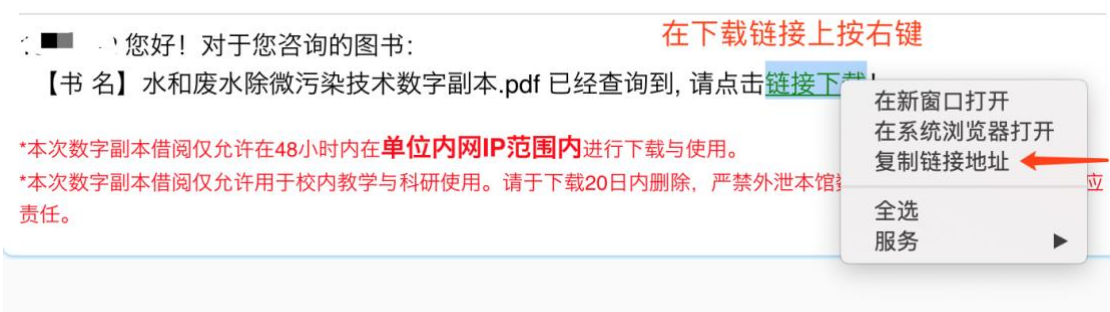 在下载链接上按右键
您好！对于您咨询的图书：
【书 名】水和废水除微污染技术数字副本.pdf 已经查询到, 请点击链接下载!
在新窗口打开
在系统浏览器打开
复制链接地址
全选
服务
*本次数字副本借阅仅允许在48小时内在单位内网IP范围内进行下载与使用。
*本次数字副本借阅仅允许用于校内教学与科研使用。请于下载20日内删除，严禁外泄本馆 应
责任。